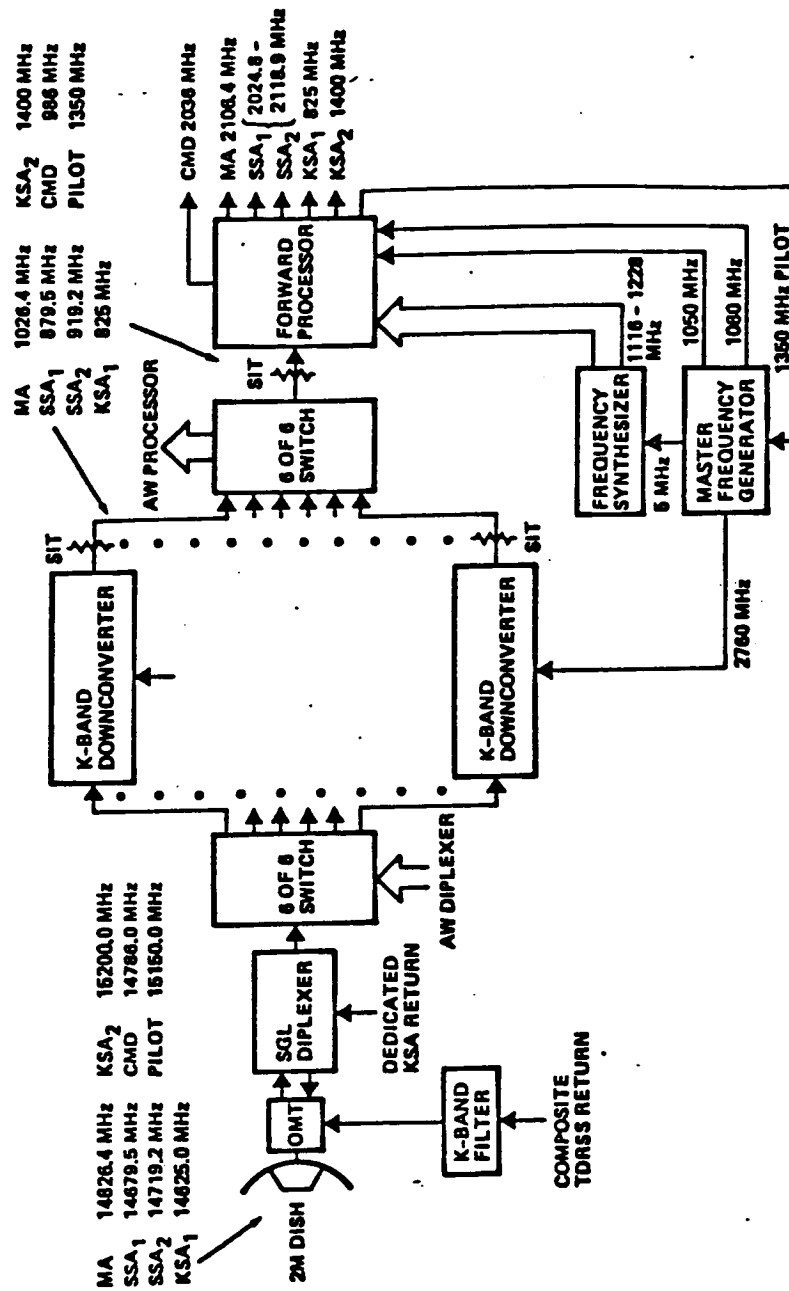 MA 14826.4 MHz KSA2 15200.0 MHz
SSA1 14679.5 MHz CMD 14786.0 MHz
SSA2 14719.2 MHz PILOT 15150.0 MHz
KSA1 14625.0 MHz
2M DISH
OMT
SGL DIPLEXER
DEDICATED KSA RETURN
K-BAND FILTER
COMPOSITE TDRSS RETURN
6 OF 6 SWITCH
AW DIPLEXER
K-BAND DOWNCONVERTER
SIT
K-BAND DOWNCONVERTER
SIT
2760 MHz
MA 1026.4 MHz KSA2 1400 MHz
SSA1 879.5 MHz CMD 986 MHz
SSA2 919.2 MHz PILOT 1350 MHz
KSA1 825 MHz
AW PROCESSOR
6 OF 6 SWITCH
SIT
FORWARD PROCESSOR
CMD 2036 MHz
MA 2106.4 MHz
SSA1 { 2024.8 -
SSA2 2118.9 MHz
KSA1 825 MHz
KSA2 1400 MHz
FREQUENCY SYNTHESIZER
1116 - 1228 MHz
5 MHz
MASTER FREQUENCY GENERATOR
1050 MHz
1080 MHz
1350 MHz PILOT